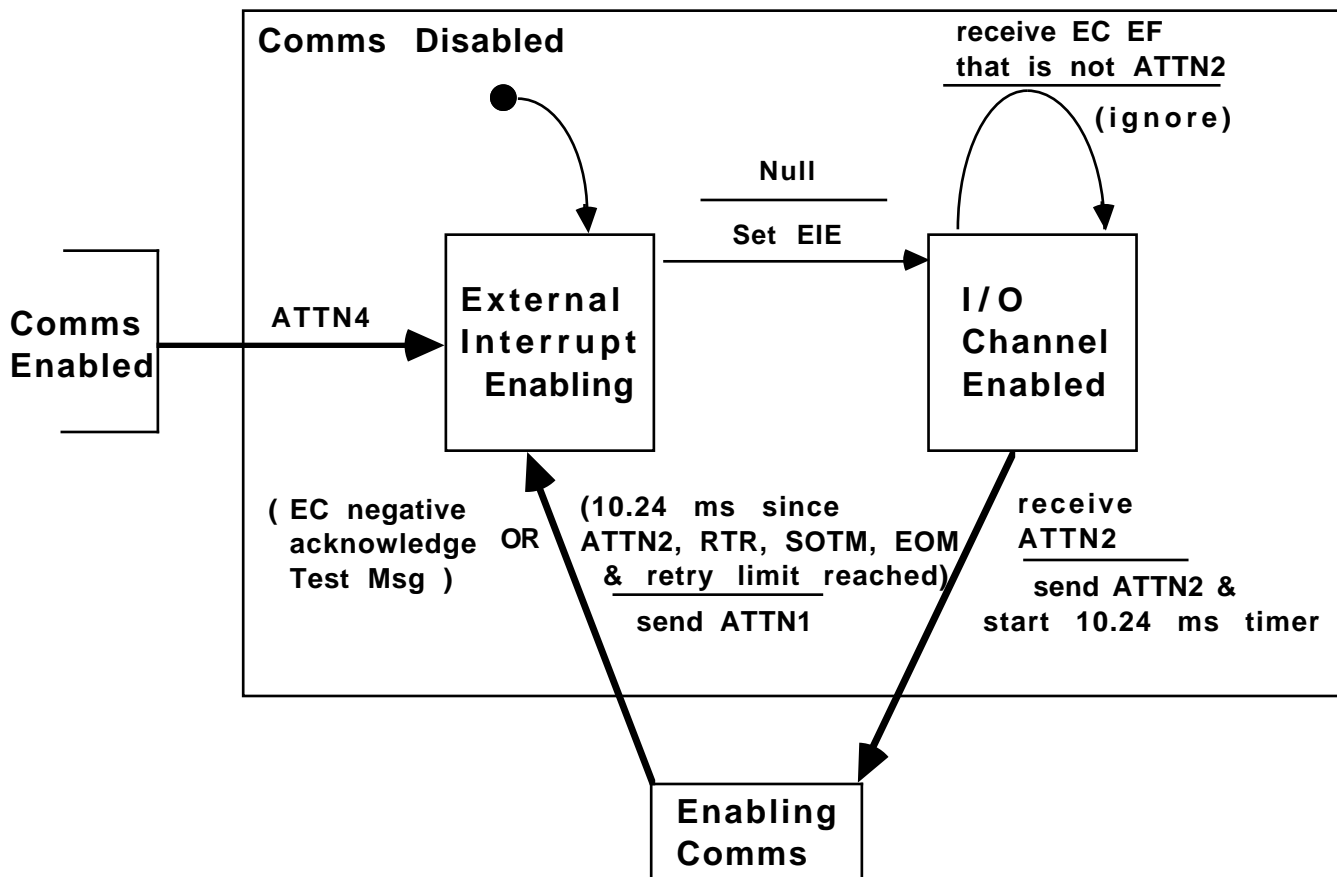 Comms Disabled
receive EC EF
that is not ATTN2
(ignore)
Null
Set EIE
Comms
Enabled
ATTN4
External
Interrupt
Enabling
I/O
Channel
Enabled
( EC negative
acknowledge
Test Msg )
OR
(10.24 ms since
ATTN2, RTR, SOTM, EOM
& retry limit reached)
send ATTN1
receive
ATTN2
send ATTN2 &
start 10.24 ms timer
Enabling
Comms